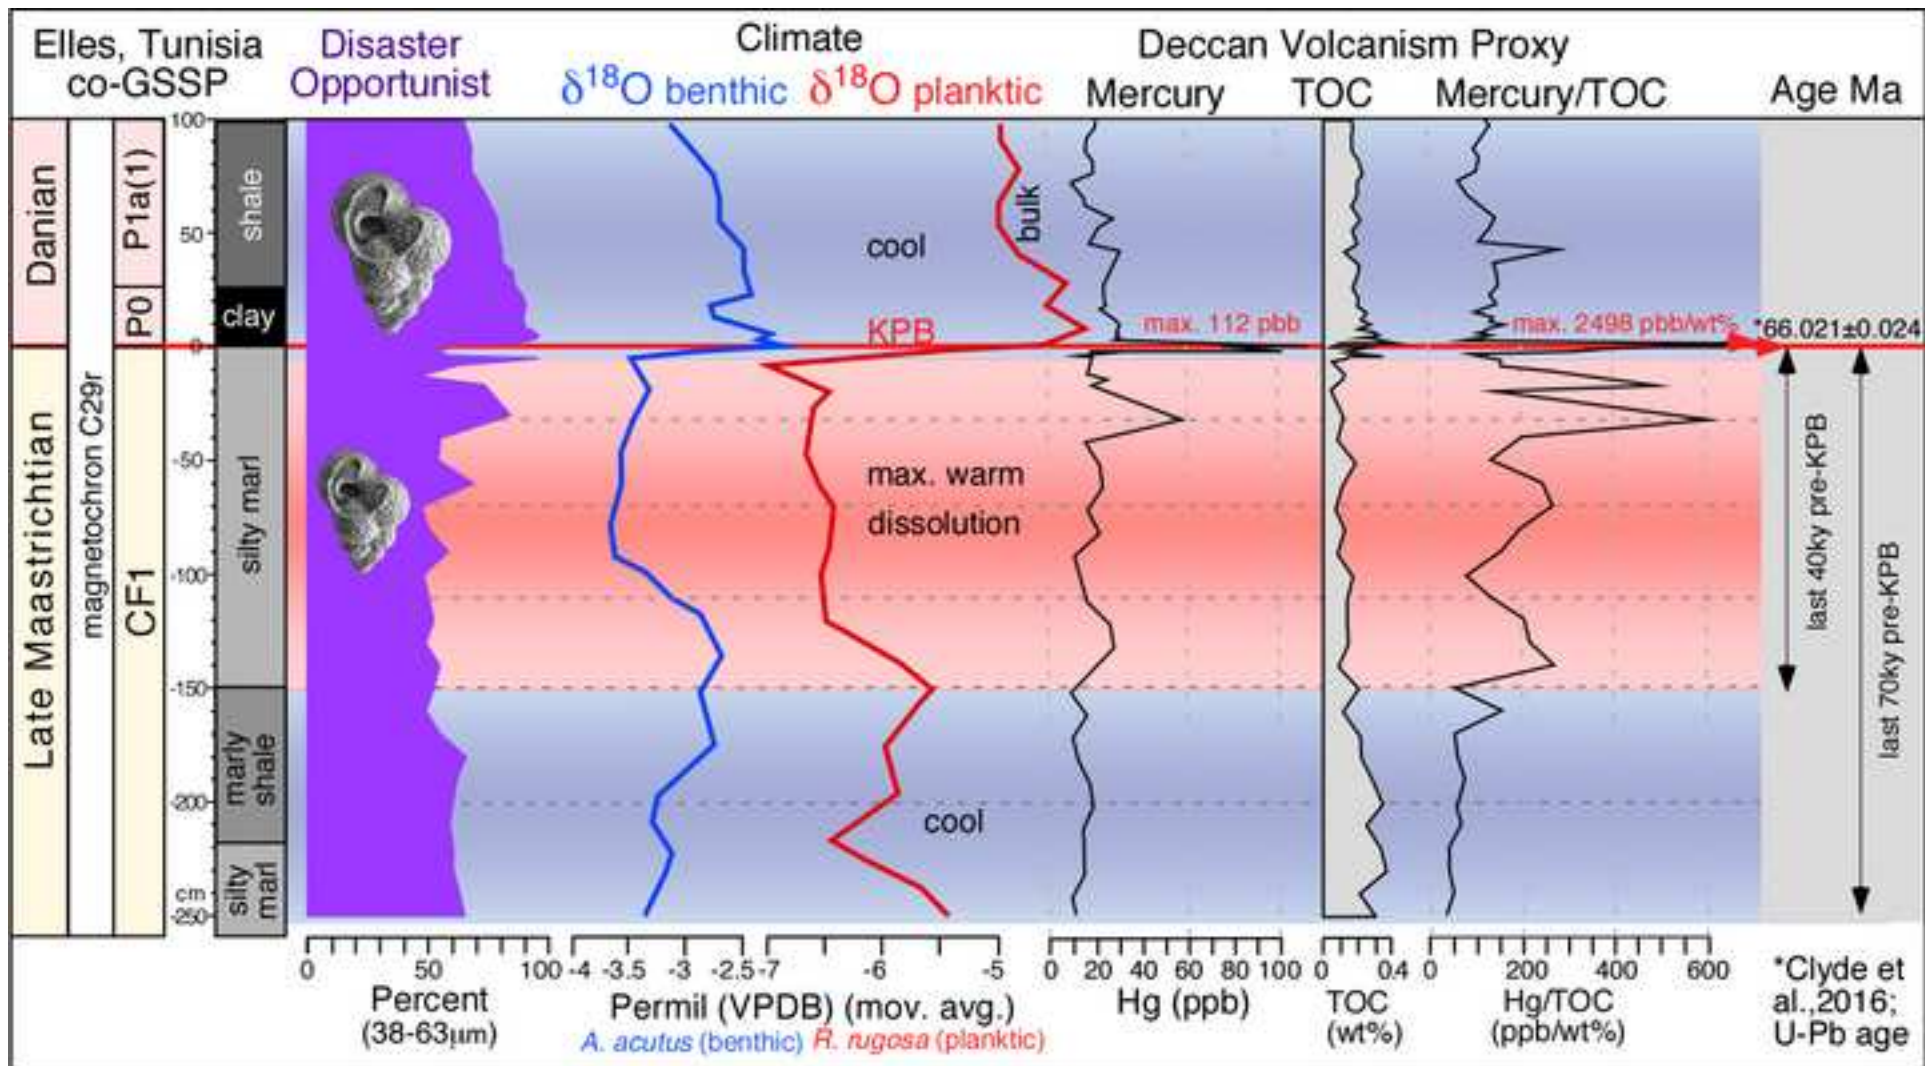 Elles, Tunisia
co-GSSP
Disaster
Opportunist
Climate
δ18O benthic δ18O planktic
Deccan Volcanism Proxy
Mercury TOC Mercury/TOC
Age Ma
Danian
Late Maastrichtian
magnetochron C29r
P1a(1)
P0
CF1
100
50
0
-50
-100
-150
-200
cm
-250
shale
clay
silty marl
marly
shale
silty
marl
cool
bulk
KPB
max. 112 pbb
max. 2498 pbb/wt%
*66.021±0.024
max. warm
dissolution
cool
last 40ky pre-KPB
last 70ky pre-KPB
0 50 100
-4 -3.5 -3 -2.5
-7 -6 -5
0 20 40 60 80 100
0 0.4
0 200 400 600
Percent
(38-63µm)
Permil (VPDB) (mov. avg.)
A. acutus (benthic) R. rugosa (planktic)
Hg (ppb)
TOC
(wt%)
Hg/TOC
(ppb/wt%)
*Clyde et
al.,2016;
U-Pb age